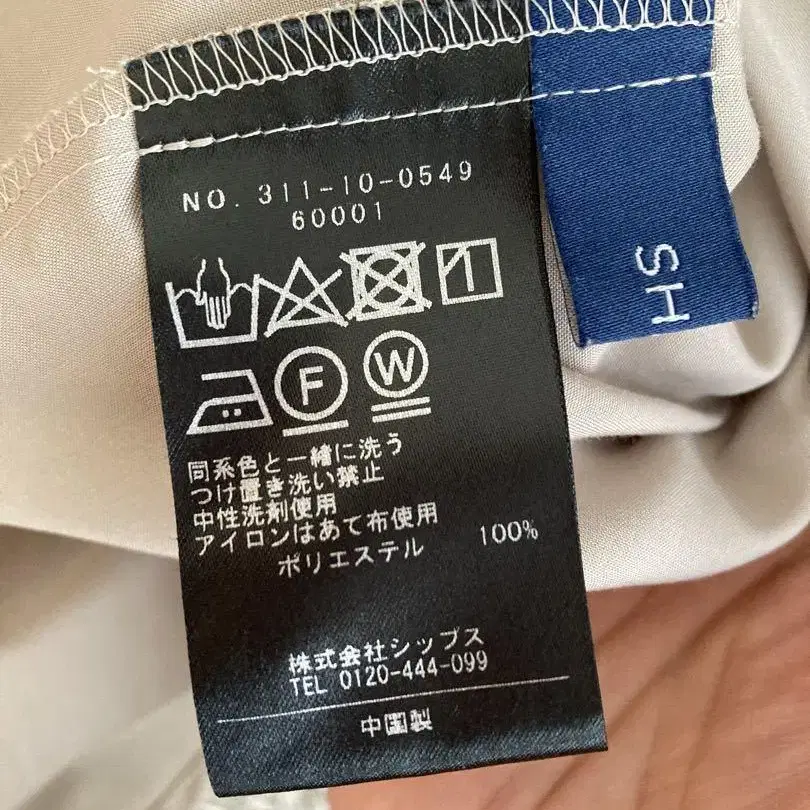 NO. 311-10-0549
60001
F
W
同系色と一緒に洗う
つけ置き洗い禁止
中性洗剤使用
アイロンはあて布使用
ポリエステル 100%
株式会社シップス
TEL 0120-444-099
中国製
SH